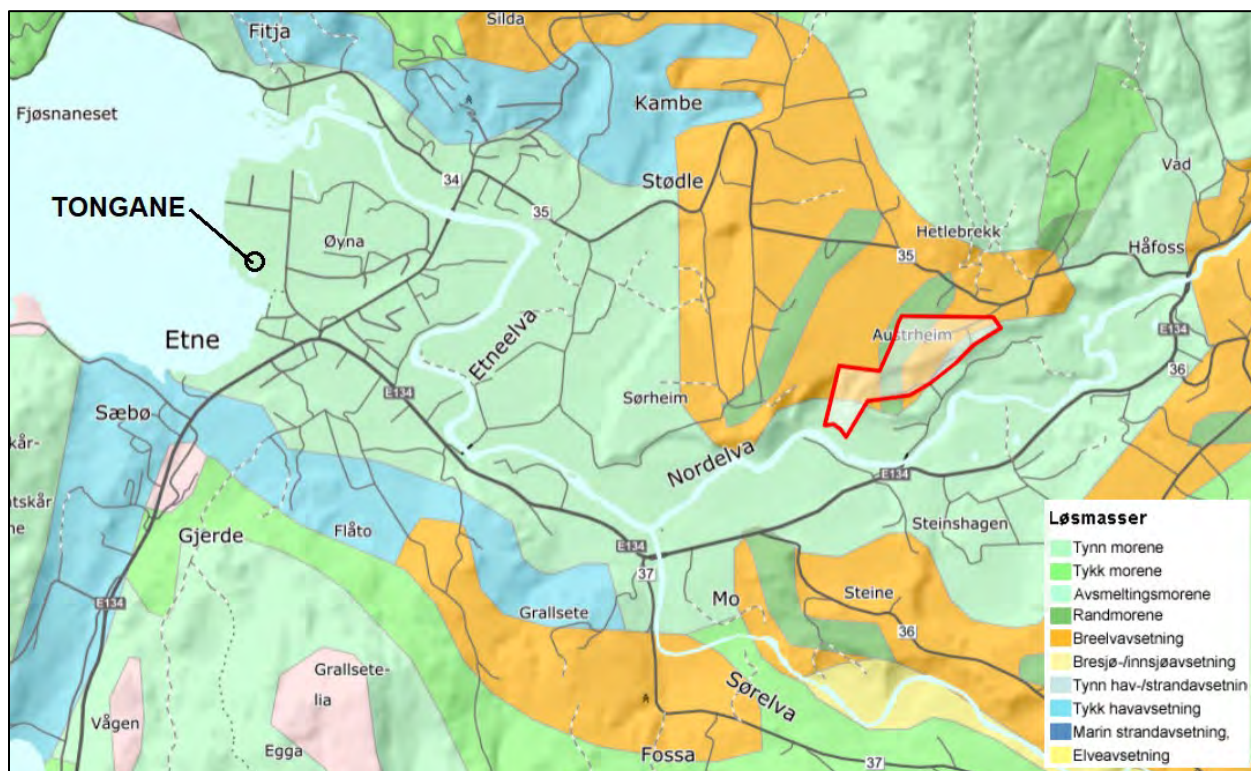 Silda
Fitja
Fjøsnaneset
Kambe
34
Stødle
Vad
TONGANE
35
Øyna
Hetlebrekk
Håfoss
35
Etne
Etneelva
Austrheim
E134
36
Sæbø
E134
Sørheim
Nordelva
E134
Flåto
Steinshagen
Gjerde
E134
37
Grallsete
Mo
Steine
36
E134
Grallsete-
lia
Sørelva
Vågen
Egga
Fossa
37
Løsmasser
Tynn morene
Tykk morene
Avsmeltingsmorene
Randmorene
Breelvavsetning
Bresjø-/innsjøavsetning
Tynn hav-/strandavsetnin
Tykk havavsetning
Marin strandavsetning,
Elveavsetning